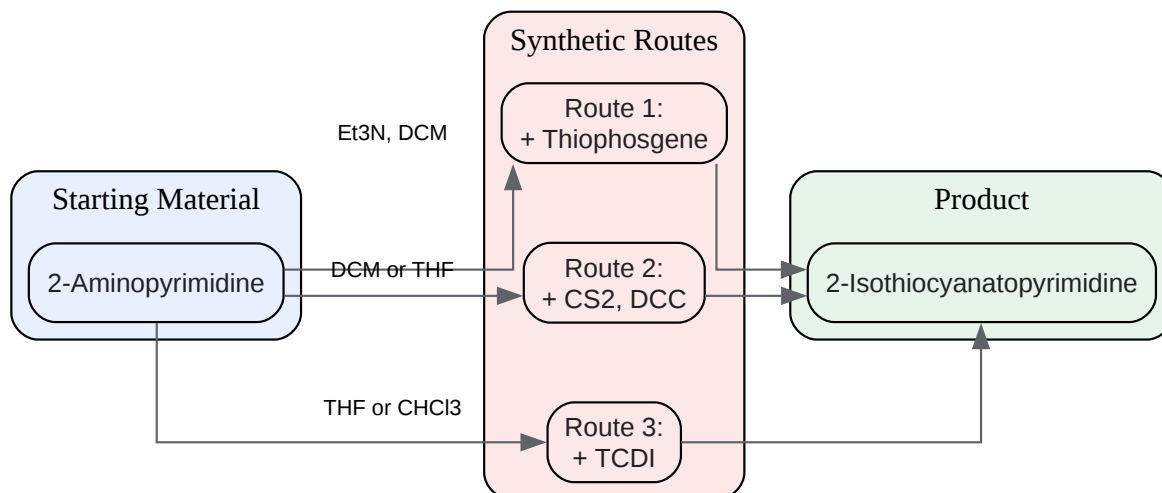 Synthetic Routes
Route 1:
+ Thiophosgene
Et3N, DCM
Starting Material
2-Aminopyrimidine
DCM or THF
Route 2:
+ CS2, DCC
Product
2-Isothiocyanatopyrimidine
THF or CHCl3
Route 3:
+ TCDI